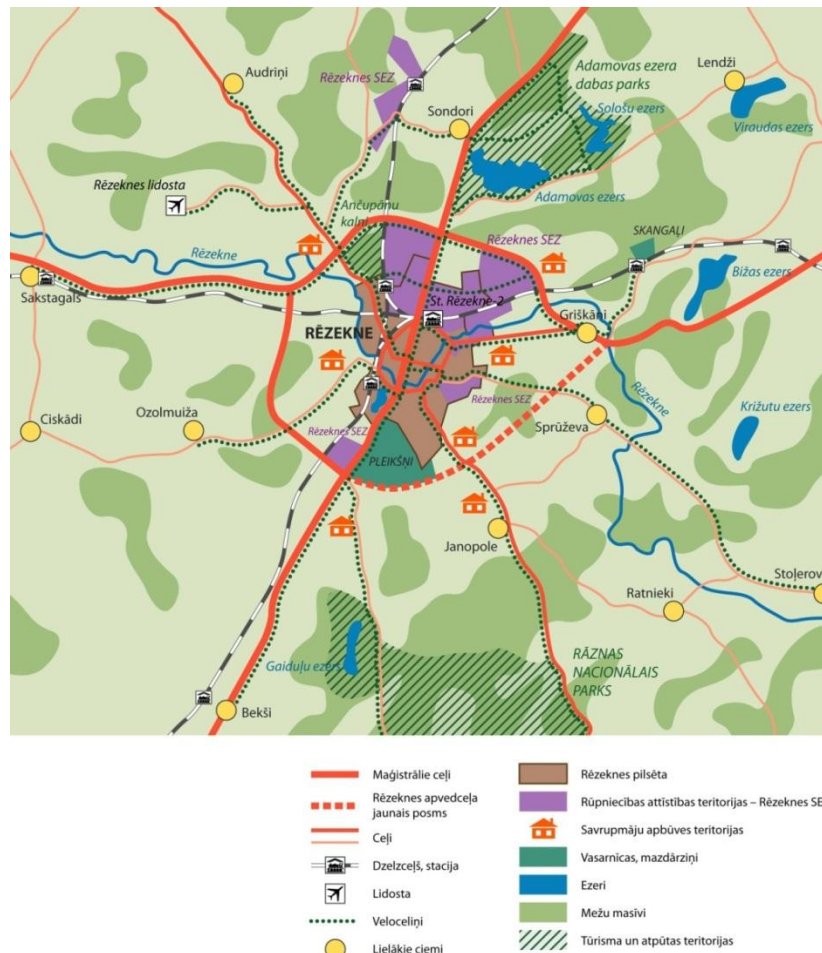 Audriņi
Rēzeknes SEZ
Sondori
Adamovas ezera
dabas parks
Lendži
Sološu ezers
Viraudas ezers
Rēzeknes lidosta
Ančupānu
kalni
Adamovas ezers
Rēzekne
Rēzeknes SEZ
SKANGAĻI
Sakstagals
St. Rēzekne-2
Bižas ezers
RĒZEKNE
Griškāni
Ciskādi
Ozolmuiža
Rēzeknes SEZ
Rēzekne
Križutu ezers
Rēzeknes SEZ
Sprūževa
PLEIKŠŅI
Janopole
Stoļerov
Ratnieki
Gaiduļu ezers
RĀZNAS
NACIONĀLAIS
PARKS
Bekši
Maģistrālie ceļi
Rēzeknes apvedceļa
jaunais posms
Ceļi
Dzelzceļš, stacija
Lidosta
Veloceliņi
Lielākie ciemi
Rēzeknes pilsēta
Rūpniecības attīstības teritorijas – Rēzeknes SE
Savrupmāju apbūves teritorijas
Vasarnīcas, mazdārziņi
Ezeri
Mežu masīvi
Tūrisma un atpūtas teritorijas